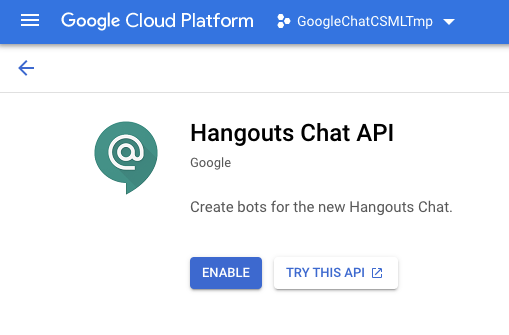 Google Cloud Platform GoogleChatCSMLTmp
Hangouts Chat API
Google
Create bots for the new Hangouts Chat.
ENABLE TRY THIS API